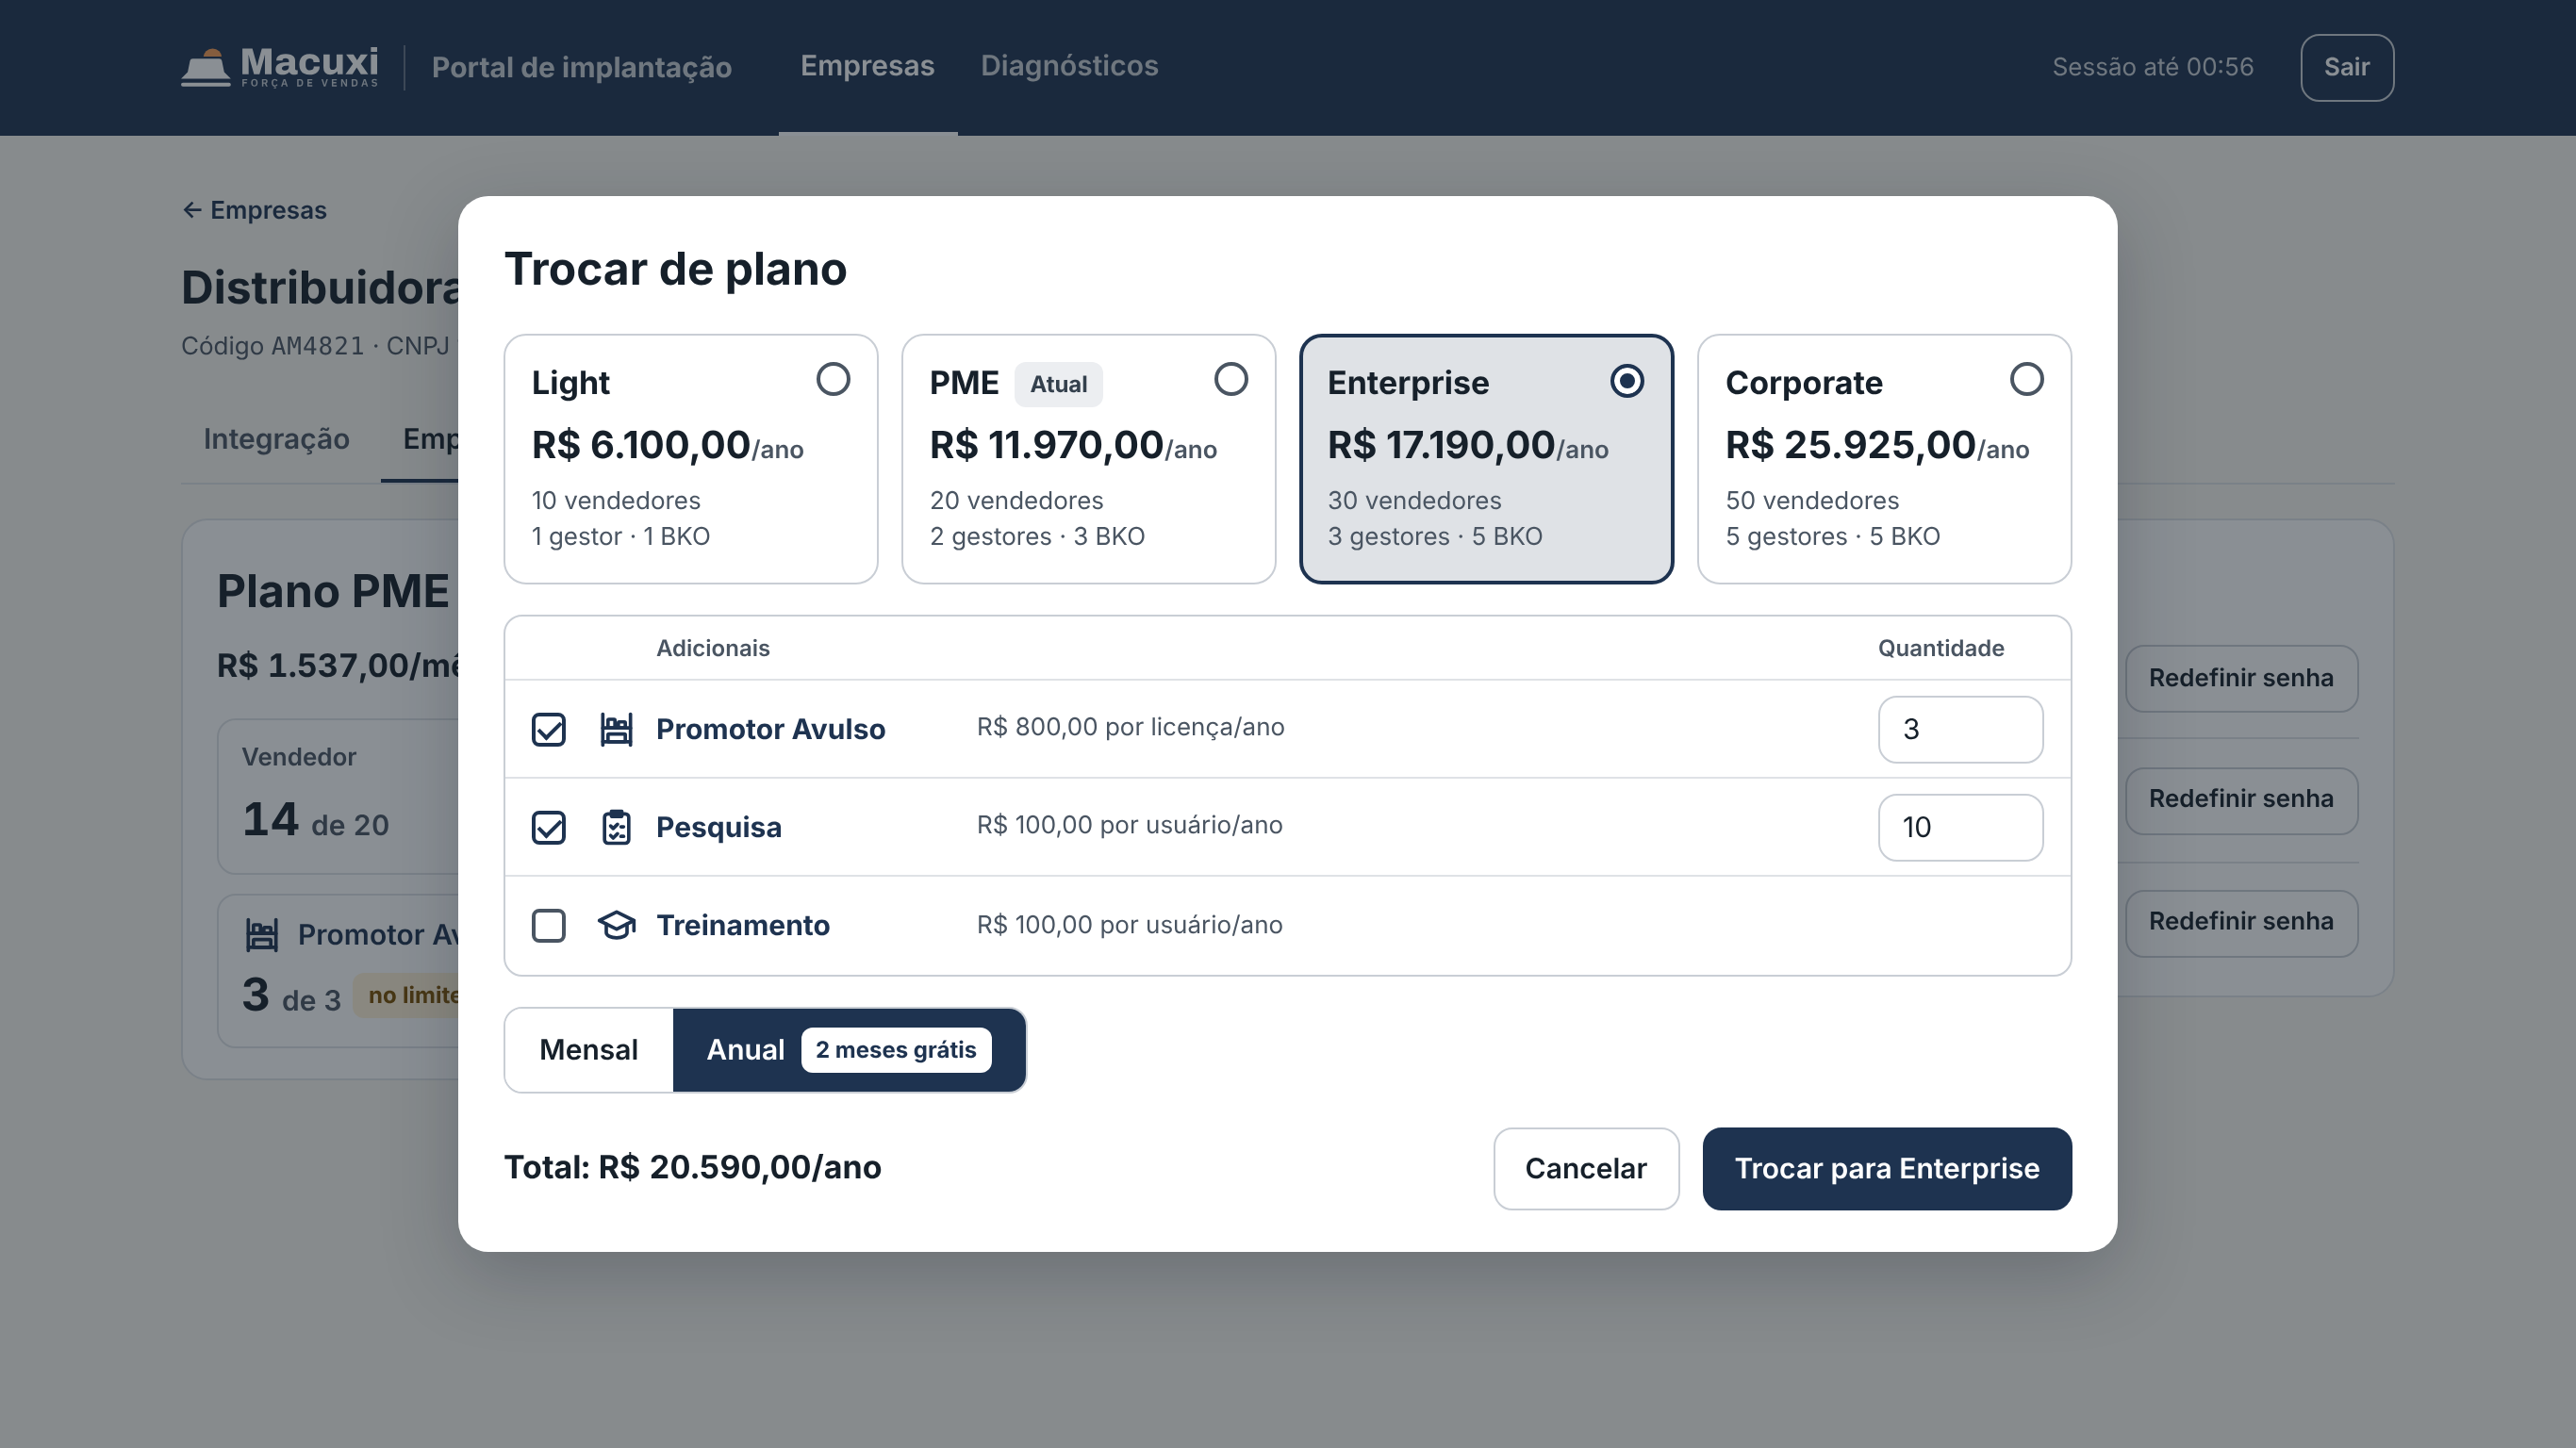 Macuxi
FORÇA DE VENDAS
Portal de implantação
Empresas
Diagnósticos
Sessão até 00:56
Sair
← Empresas
Distribuidora
Código AM4821 · CNPJ
Integração
Emp
Plano PME
R$ 1.537,00/mê
Vendedor
14 de 20
Promotor Av
3 de 3 no limite
Redefinir senha
Redefinir senha
Redefinir senha
Trocar de plano
Light
R$ 6.100,00/ano
10 vendedores
1 gestor · 1 BKO
PME Atual
R$ 11.970,00/ano
20 vendedores
2 gestores · 3 BKO
Enterprise
R$ 17.190,00/ano
30 vendedores
3 gestores · 5 BKO
Corporate
R$ 25.925,00/ano
50 vendedores
5 gestores · 5 BKO
Adicionais Quantidade
Promotor Avulso R$ 800,00 por licença/ano 3
Pesquisa R$ 100,00 por usuário/ano 10
Treinamento R$ 100,00 por usuário/ano
Mensal Anual 2 meses grátis
Total: R$ 20.590,00/ano
Cancelar
Trocar para Enterprise